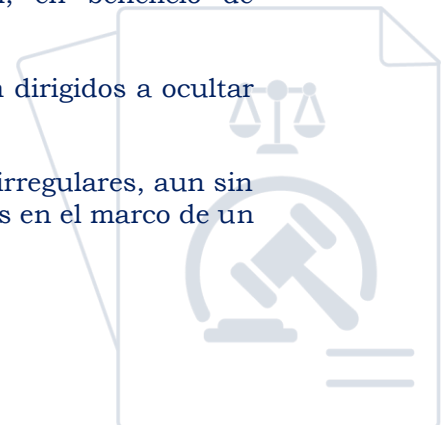 en beneficio de
dirigidos a ocultar
irregulares, aun sin
s en el marco de un